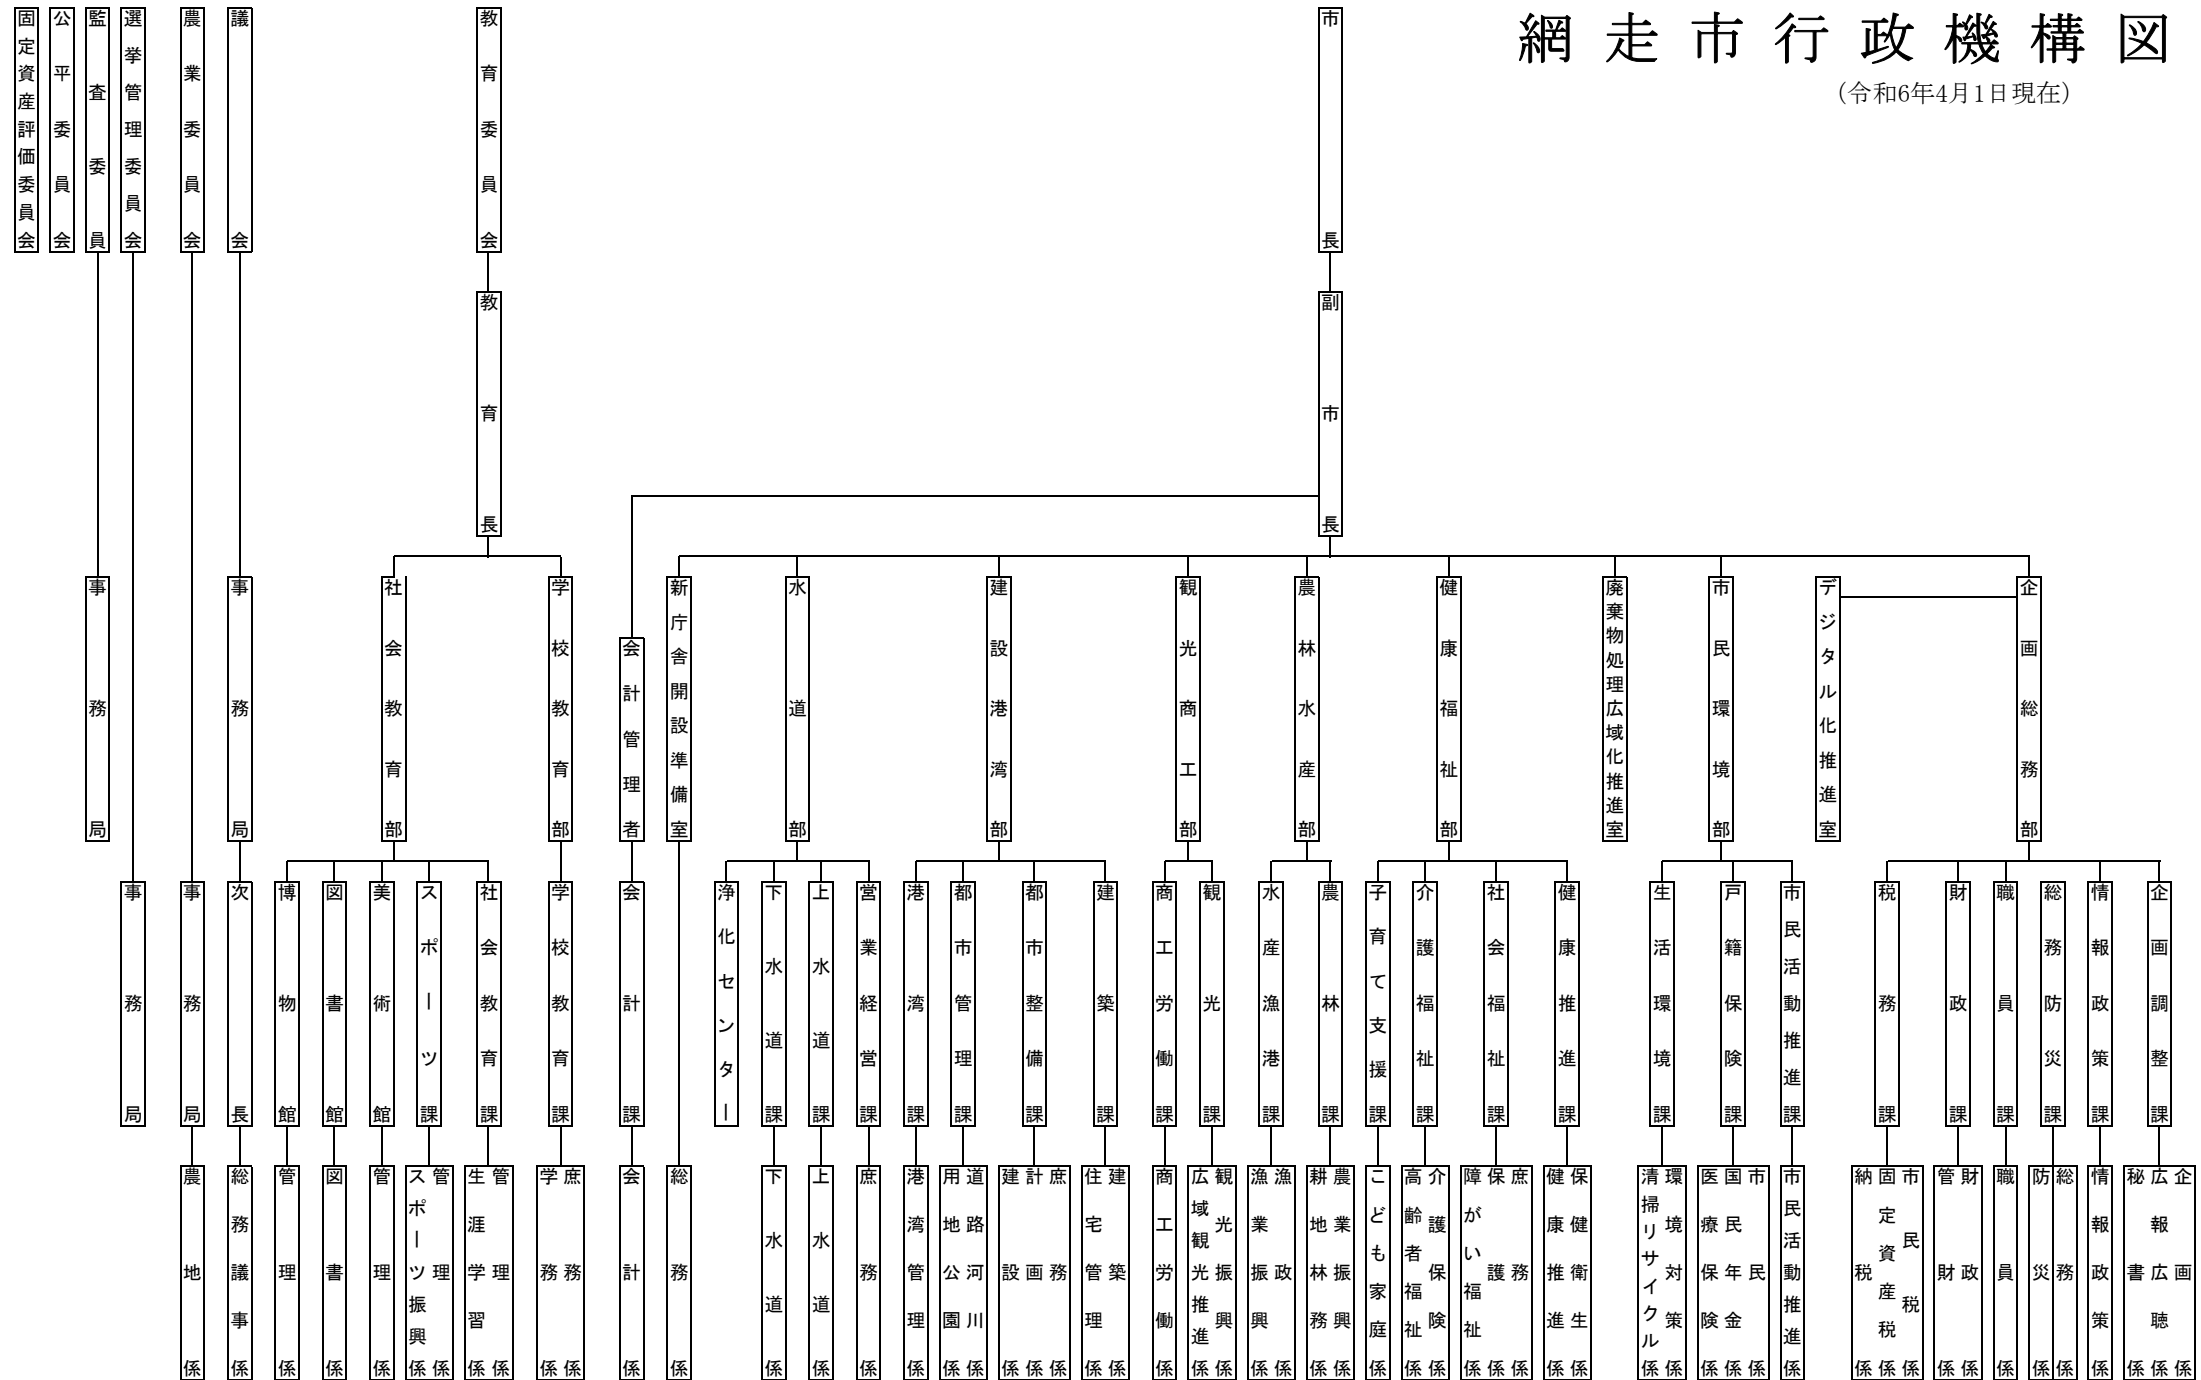 網走市行政機構図
（令和6年4月1日現在）
市長
教育委員会
議会
農業委員会
選挙管理委員会
監査委員
公平委員会
固定資産評価委員会
副市長
教育長
企画総務部
デジタル化推進室
市民環境部
廃棄物処理広域化推進室
健康福祉部
農林水産部
観光商工部
建設港湾部
水道部
新庁舎開設準備室
会計管理者
学校教育部
社会教育部
事務局
事務局
企画調整課
情報政策課
総務防災課
職員課
財政課
税務課
市民活動推進課
戸籍保険課
生活環境課
健康推進課
社会福祉課
介護福祉課
子育て支援課
農林課
水産漁港課
観光課
商工労働課
建築課
都市整備課
都市管理課
港湾課
営業経営課
上水道課
下水道課
浄化センター
会計課
学校教育課
社会教育課
スポーツ課
美術館
図書館
博物館
次長
事務局
事務局
企画係
広報広聴係
秘書係
情報政策係
総務係
防災係
職員係
財政係
管財係
市民税係
固定資産税係
納税係
市民活動推進係
市民係
国民年金係
医療保険係
環境対策係
清掃リサイクル係
保健衛生係
健康推進係
庶務係
保護係
障がい福祉係
介護保険係
高齢者福祉係
こども家庭係
農業振興係
耕地林務係
漁政係
漁業振興係
観光振興係
広域観光推進係
商工労働係
建築係
住宅管理係
庶務係
計画係
建設係
道路河川係
用地公園係
港湾管理係
庶務係
上水道係
下水道係
総務係
会計係
庶務係
学務係
管理係
生涯学習係
管理係
スポーツ振興係
管理係
図書係
管理係
総務議事係
農地係